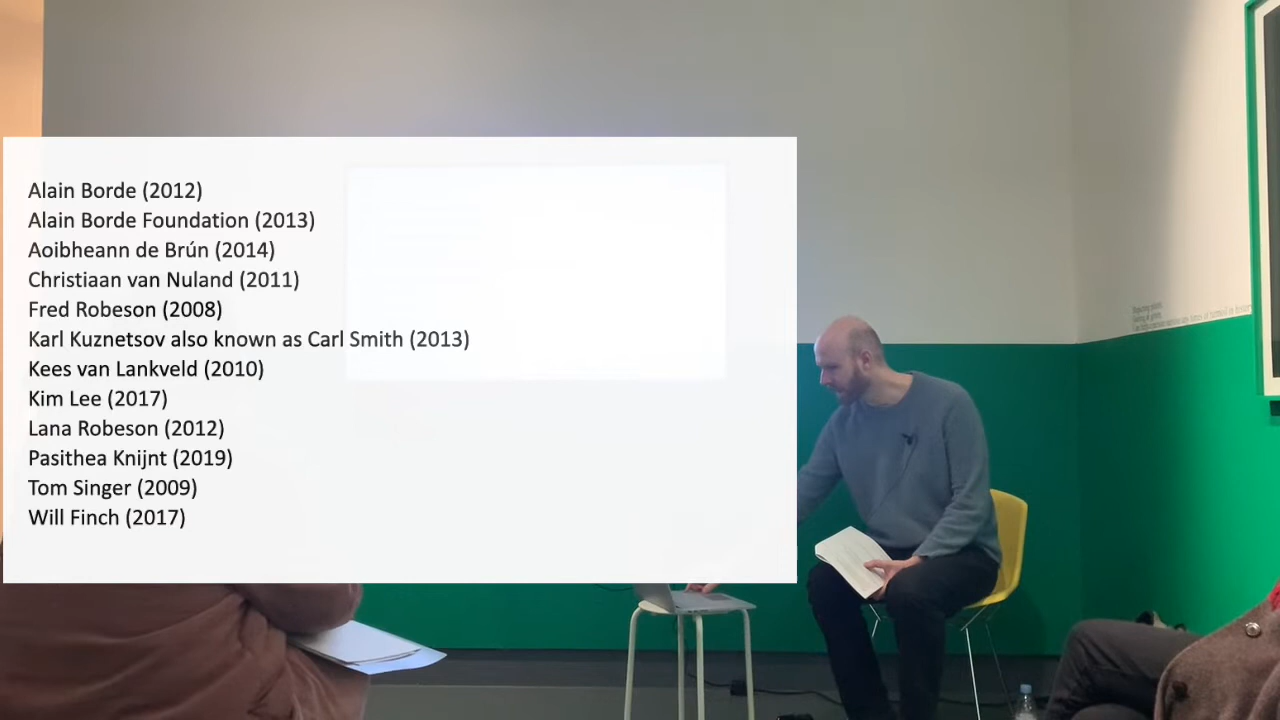 Alain Borde (2012)
Alain Borde Foundation (2013)
Aoibheann de Brún (2014)
Christiaan van Nuland (2011)
Fred Robeson (2008)
Karl Kuznetsov also known as Carl Smith (2013)
Kees van Lankveld (2010)
Kim Lee (2017)
Lana Robeson (2012)
Pasithea Knijnt (2019)
Tom Singer (2009)
Will Finch (2017)